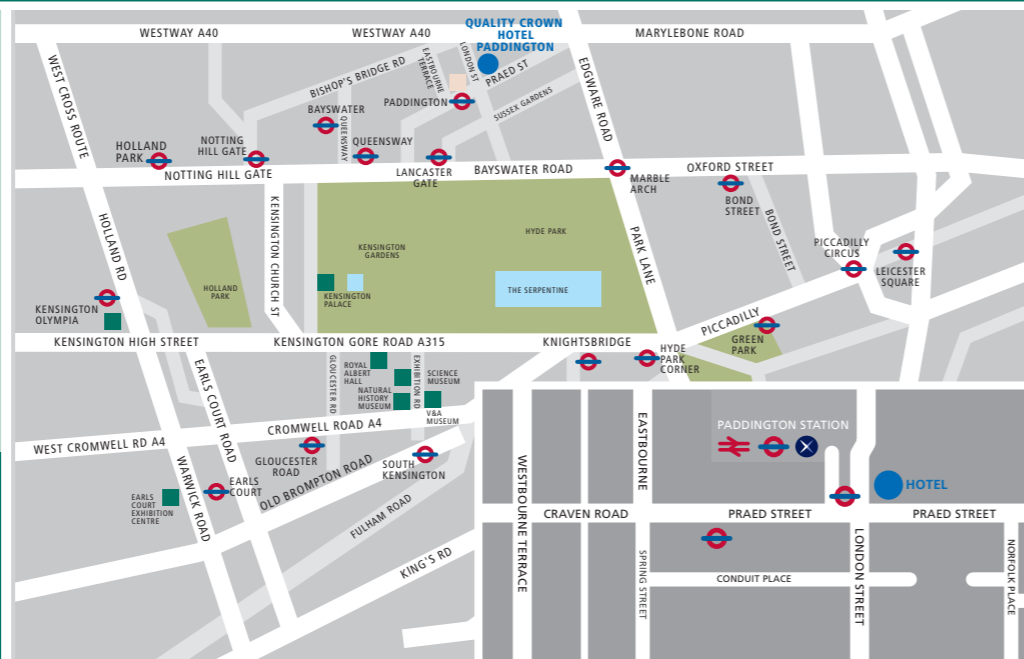 QUALITY CROWN
HOTEL
PADDINGTON
WESTWAY A40
WESTWAY A40
MARYLEBONE ROAD
WEST CROSS ROUTE
BISHOP'S BRIDGE RD
EASTBOURNE
TERRACE
LONDON ST
PRAED ST
SUSSEX GARDENS
EDGWARE ROAD
PADDINGTON
BAYSWATER
QUEENSWAY
QUEENSWAY
HOLLAND
PARK
NOTTING
HILL GATE
NOTTING HILL GATE
LANCASTER
GATE
BAYSWATER ROAD
MARBLE
ARCH
OXFORD STREET
BOND
STREET
BOND STREET
HOLLAND RD
KENSINGTON CHURCH ST
HOLLAND
PARK
KENSINGTON
GARDENS
HYDE PARK
PARK LANE
PICCADILLY
CIRCUS
LEICESTER
SQUARE
KENSINGTON
PALACE
THE SERPENTINE
KENSINGTON
OLYMPIA
PICCADILLY
GREEN
PARK
KENSINGTON HIGH STREET
KENSINGTON GORE ROAD A315
KNIGHTSBRIDGE
HYDE
PARK
CORNER
EARLS COURT ROAD
GLOUCESTER RD
ROYAL
ALBERT
HALL
EXHIBITION RD
SCIENCE
MUSEUM
NATURAL
HISTORY
MUSEUM
V&A
MUSEUM
WEST CROMWELL RD A4
CROMWELL ROAD A4
GLOUCESTER
ROAD
SOUTH
KENSINGTON
WARWICK ROAD
EARLS
COURT
EARLS
COURT
EXHIBITION
CENTRE
OLD BROMPTON ROAD
FULHAM ROAD
KING'S RD
WESTBOURNE TERRACE
EASTBOURNE
PADDINGTON STATION
HOTEL
CRAVEN ROAD
PRAED STREET
PRAED STREET
SPRING STREET
CONDUIT PLACE
LONDON STREET
NORFOLK PLACE